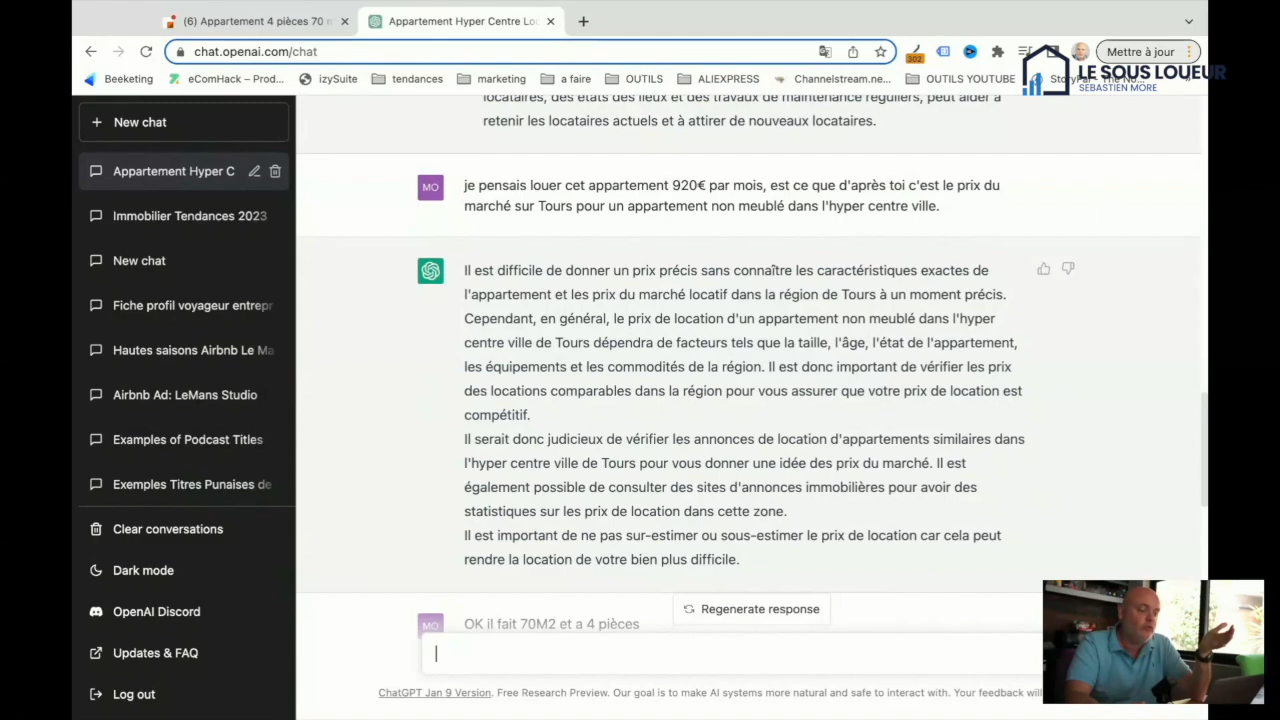 (6) Appartement 4 pièces 70 m
Appartement Hyper Centre Lo
chat.openai.com/chat
302
Mettre à jour
Beeketing
eComHack – Prod...
izySuite
tendances
marketing
a faire
OUTILS
ALIEXPRESS
Channelstream.ne...
OUTILS YOUTUBE
LE SOUS LOUEUR
SEBASTIEN MORE
New chat
Appartement Hyper C
Immobilier Tendances 2023
New chat
Fiche profil voyageur entrepr
Hautes saisons Airbnb Le Ma
Airbnb Ad: LeMans Studio
Examples of Podcast Titles
Exemples Titres Punaises de
Clear conversations
Dark mode
OpenAI Discord
Updates & FAQ
Log out
locataires, des états des lieux et des travaux de maintenance réguliers, peut aider à
retenir les locataires actuels et à attirer de nouveaux locataires.
MO
je pensais louer cet appartement 920€ par mois, est ce que d'après toi c'est le prix du
marché sur Tours pour un appartement non meublé dans l'hyper centre ville.
Il est difficile de donner un prix précis sans connaître les caractéristiques exactes de
l'appartement et les prix du marché locatif dans la région de Tours à un moment précis.
Cependant, en général, le prix de location d'un appartement non meublé dans l'hyper
centre ville de Tours dépendra de facteurs tels que la taille, l'âge, l'état de l'appartement,
les équipements et les commodités de la région. Il est donc important de vérifier les prix
des locations comparables dans la région pour vous assurer que votre prix de location est
compétitif.
Il serait donc judicieux de vérifier les annonces de location d'appartements similaires dans
l'hyper centre ville de Tours pour vous donner une idée des prix du marché. Il est
également possible de consulter des sites d'annonces immobilières pour avoir des
statistiques sur les prix de location dans cette zone.
Il est important de ne pas sur-estimer ou sous-estimer le prix de location car cela peut
rendre la location de votre bien plus difficile.
Regenerate response
MO
OK il fait 70M2 et a 4 pièces
ChatGPT Jan 9 Version. Free Research Preview. Our goal is to make AI systems more natural and safe to interact with. Your feedback will